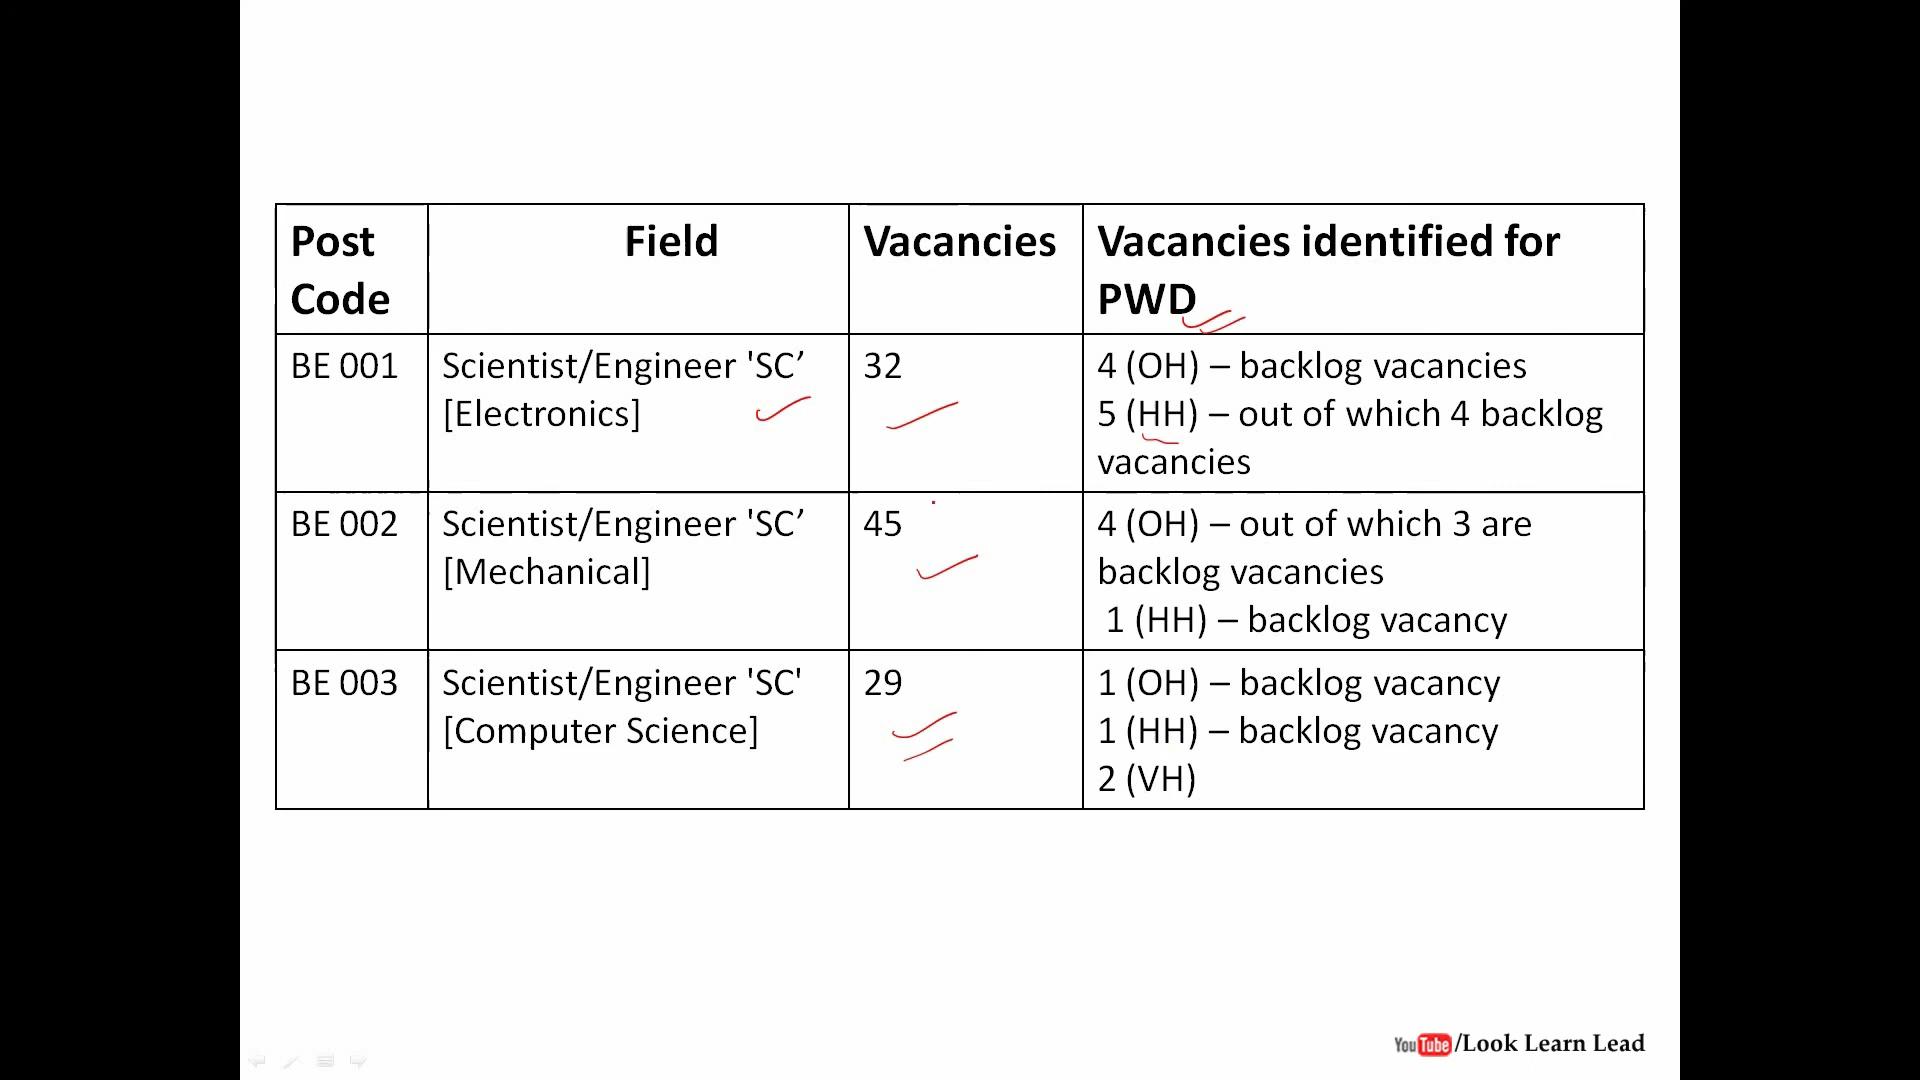 Post Code
Field
Vacancies
Vacancies identified for
PWD
BE 001
Scientist/Engineer 'SC’
[Electronics]
32
4 (OH) – backlog vacancies
5 (HH) – out of which 4 backlog
vacancies
BE 002
Scientist/Engineer 'SC’
[Mechanical]
45
4 (OH) – out of which 3 are
backlog vacancies
1 (HH) – backlog vacancy
BE 003
Scientist/Engineer 'SC'
[Computer Science]
29
1 (OH) – backlog vacancy
1 (HH) – backlog vacancy
2 (VH)
YouTube/Look Learn Lead